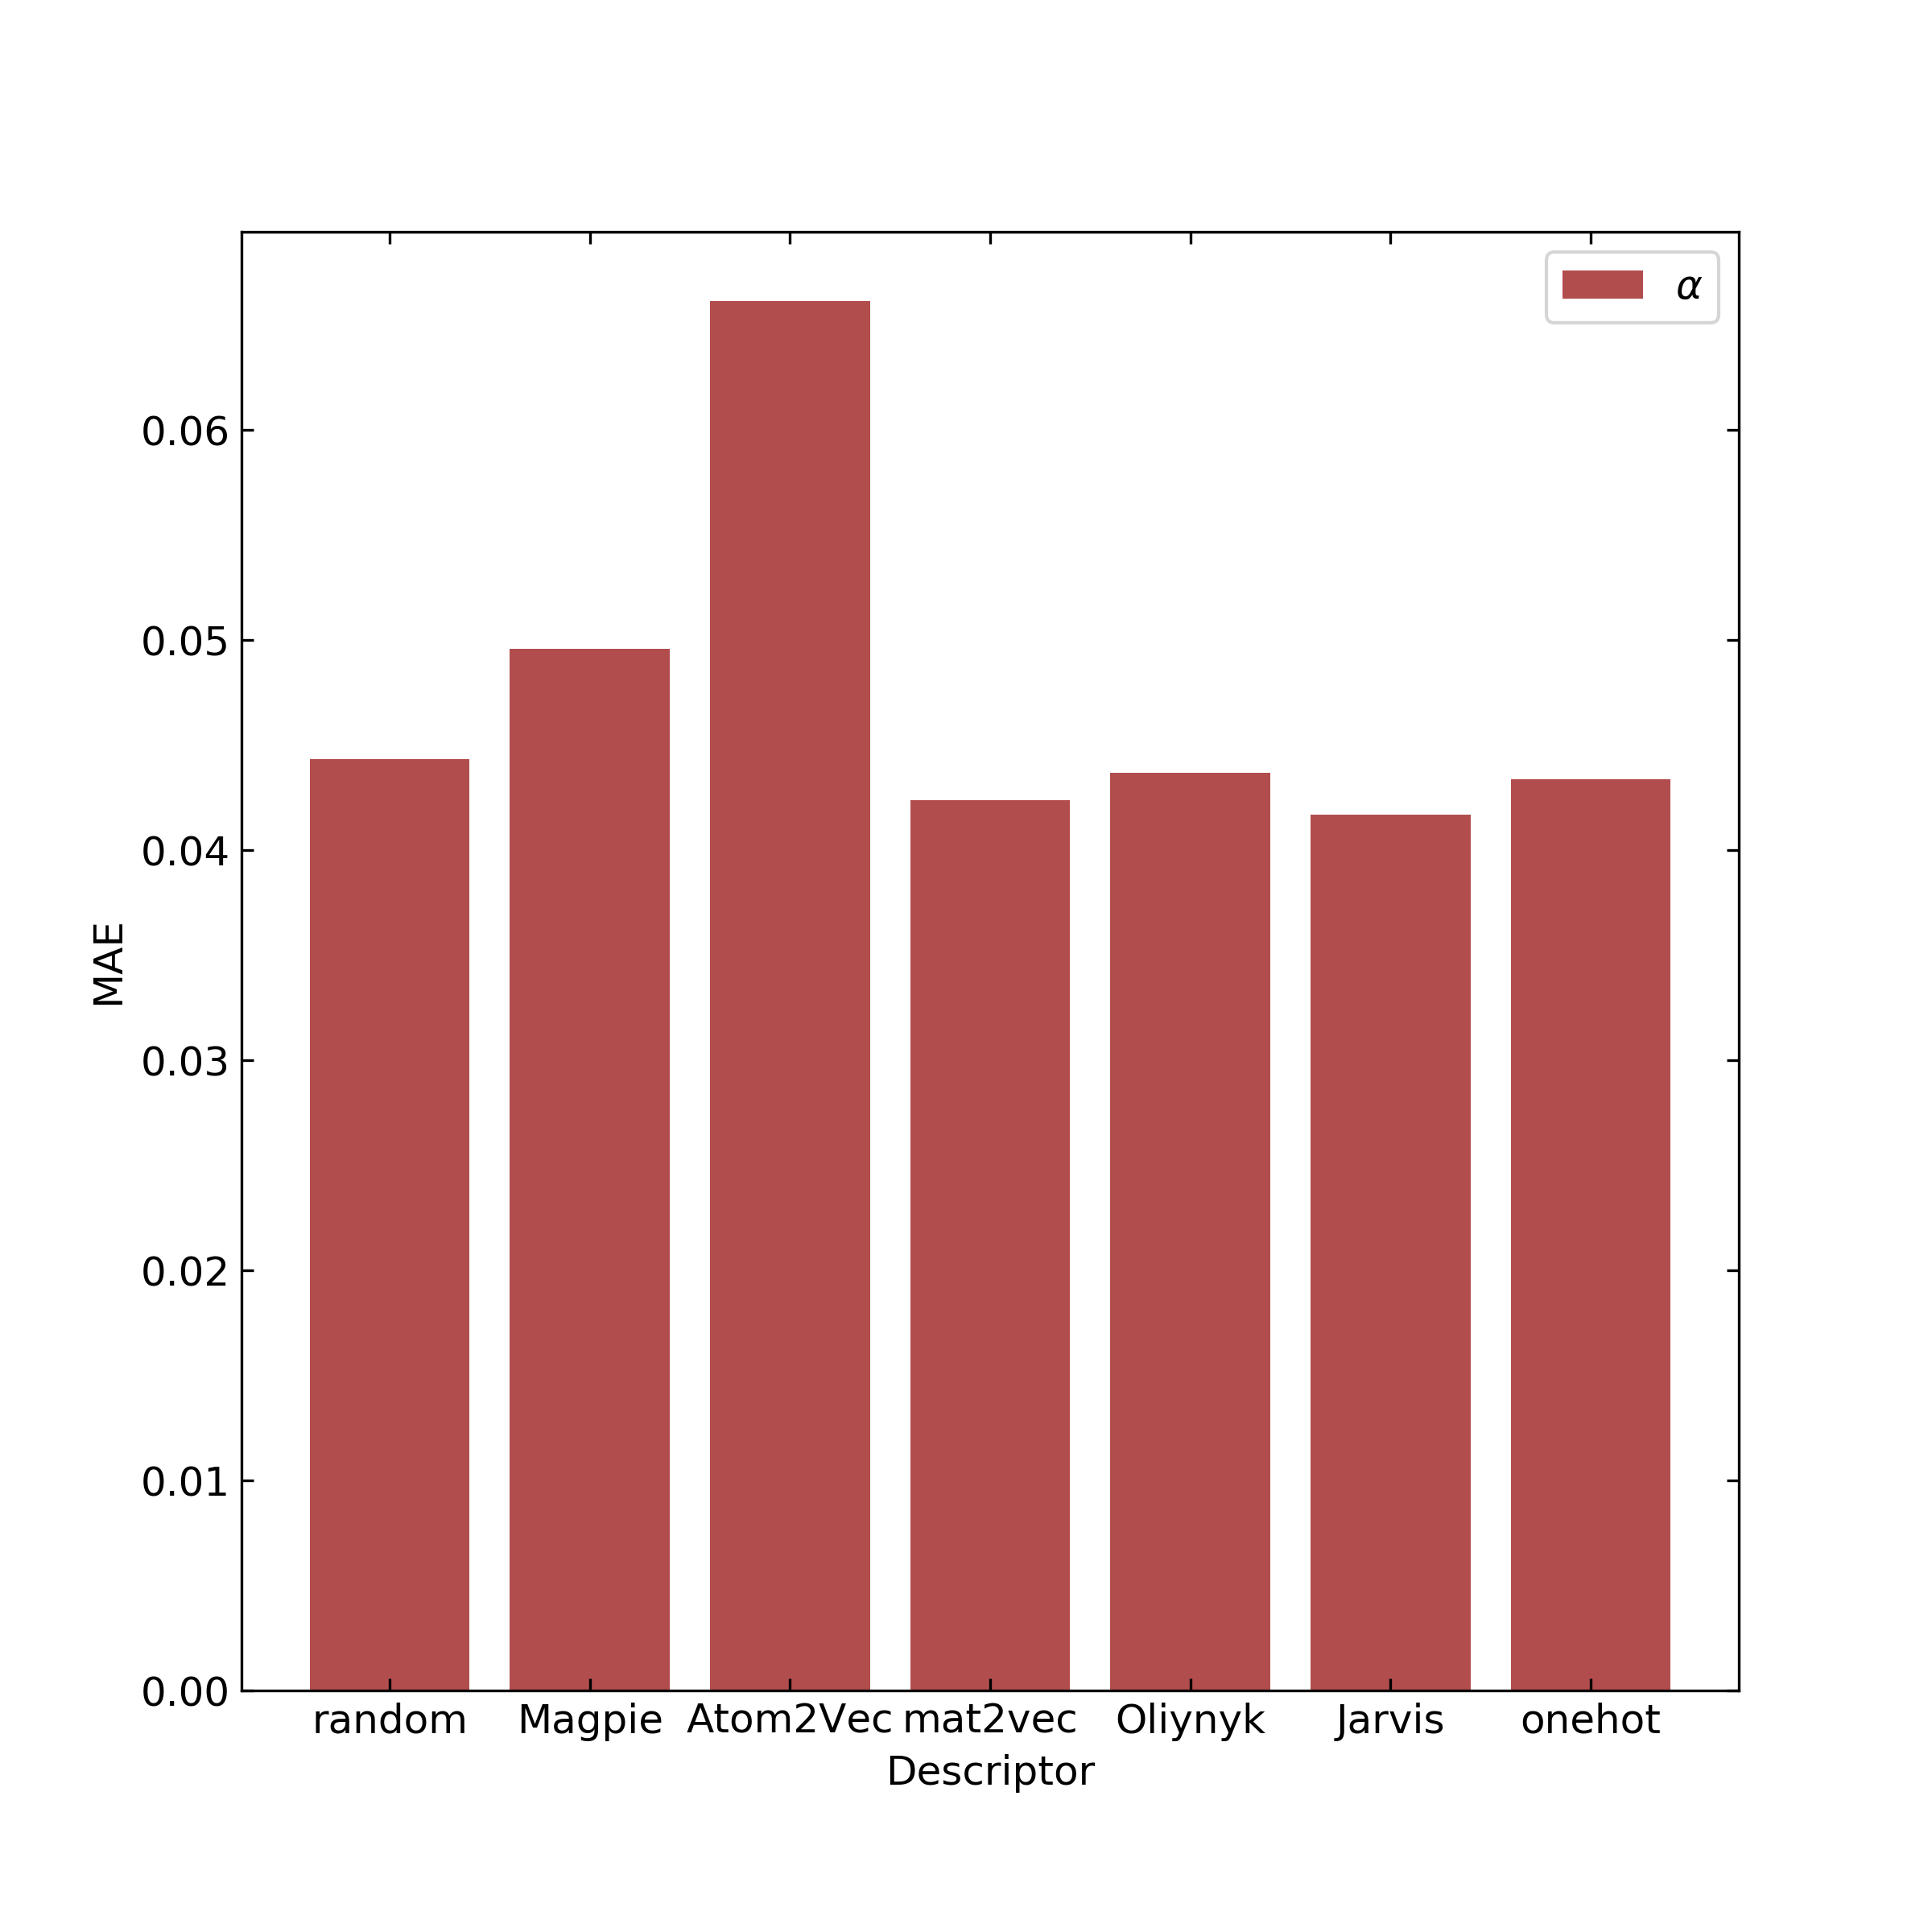 α
0.06
0.05
0.04
0.03
0.02
0.01
0.00
MAE
random Magpie Atom2Vec mat2vec Oliynyk Jarvis onehot
Descriptor